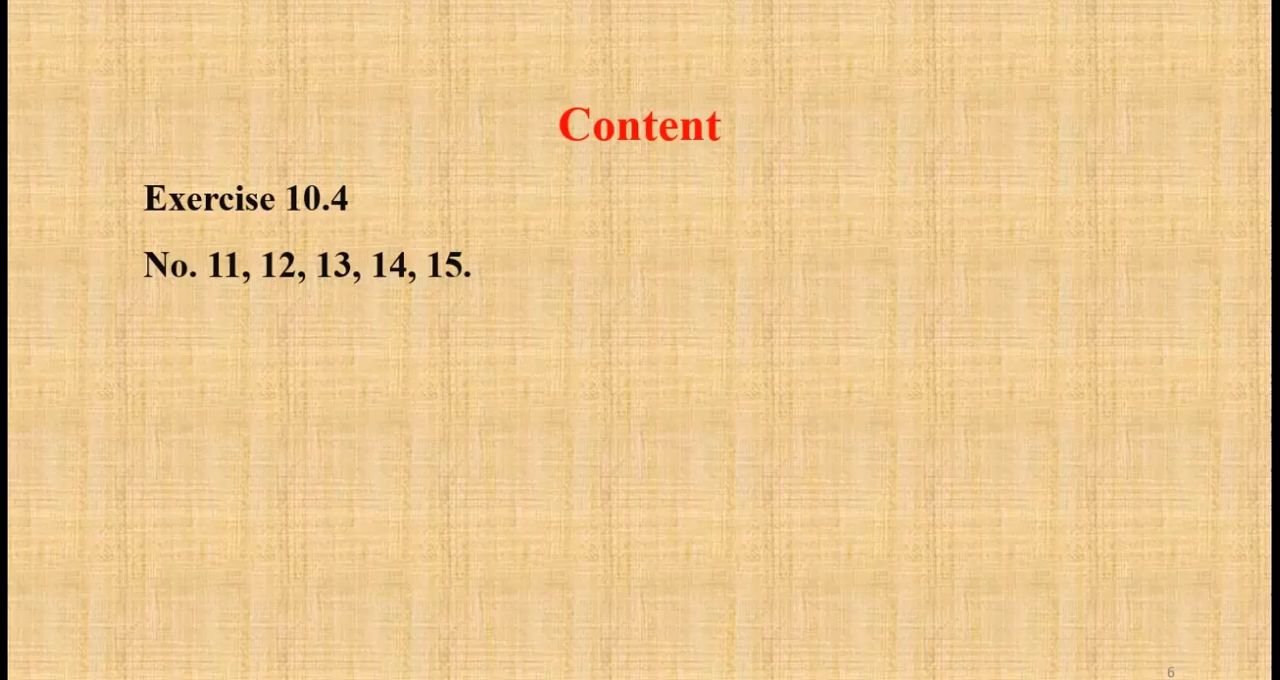 Content
Exercise 10.4
No. 11, 12, 13, 14, 15.
6